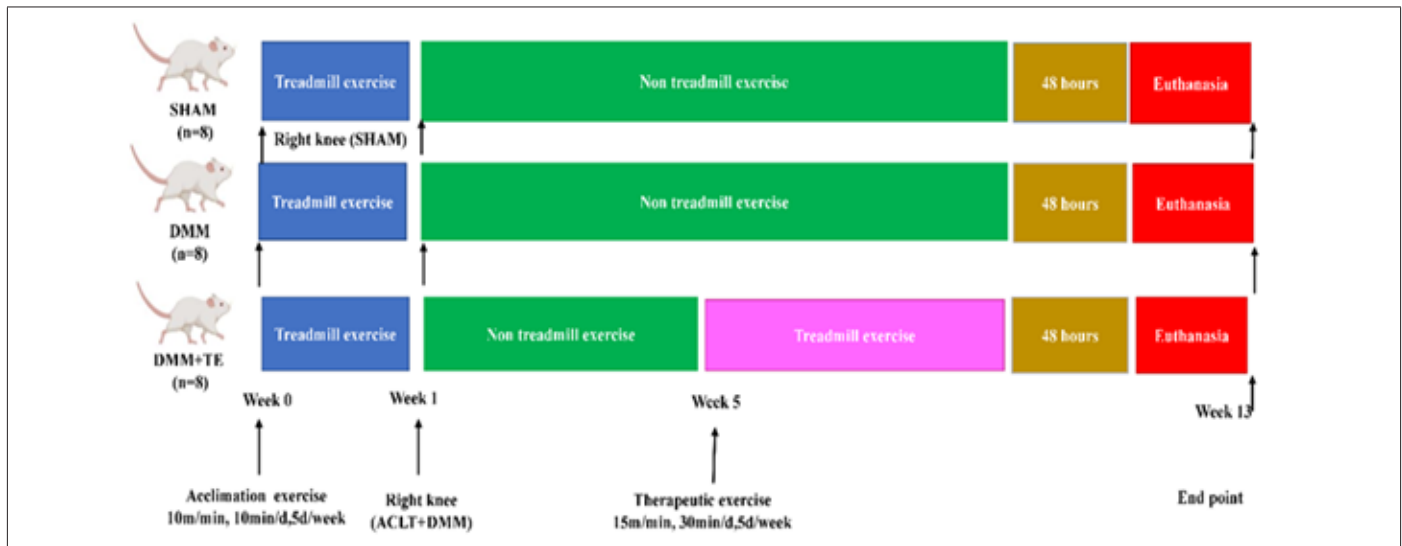 Treadmill exercise
Non treadmill exercise
48 hours
Euthanasia
SHAM
(n=8)
Right knee (SHAM)
Treadmill exercise
Non treadmill exercise
48 hours
Euthanasia
DMM
(n=8)
Treadmill exercise
Non treadmill exercise
Treadmill exercise
48 hours
Euthanasia
DMM+TE
(n=8)
Week 0
Week 1
Week 5
Week 13
Acclimation exercise
10m/min, 10min/d,5d/week
Right knee
(ACLT+DMM)
Therapeutic exercise
15m/min, 30min/d,5d/week
End point